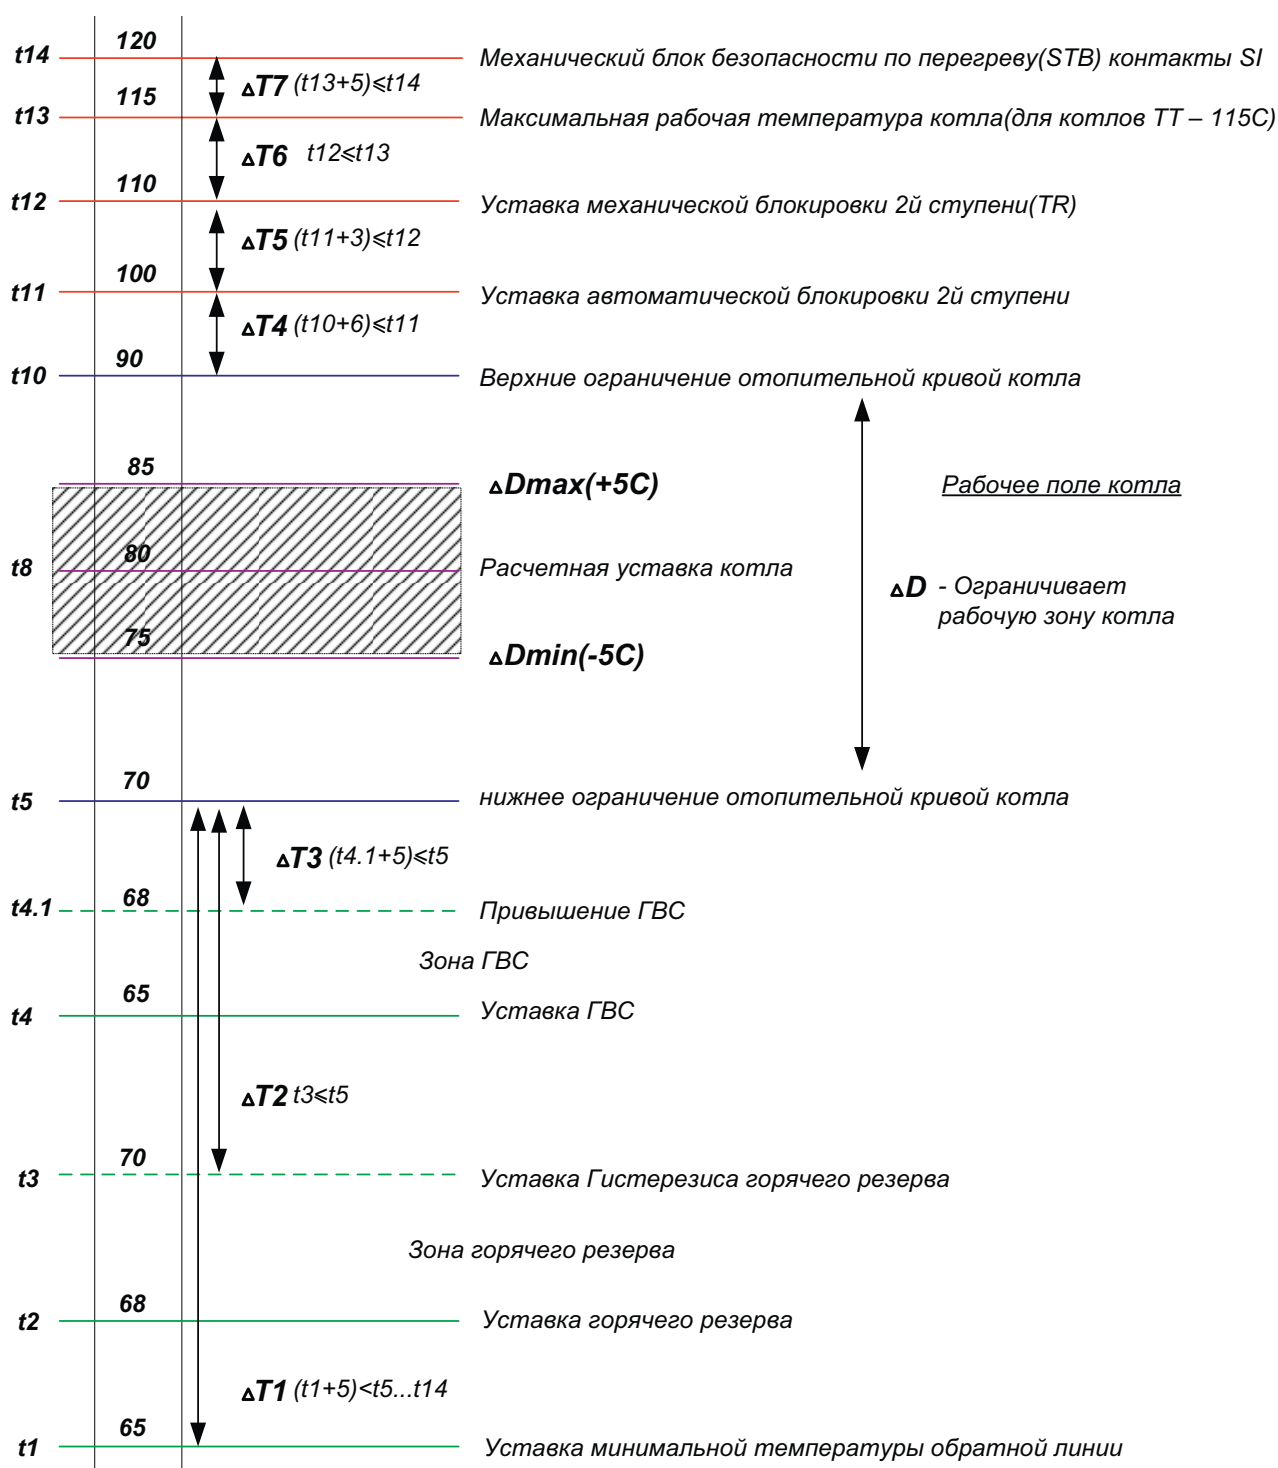 120
t14 Механический блок безопасности по перегреву(STB) контакты SI
ΔT7 (t13+5)⩽t14
115
t13 Максимальная рабочая температура котла(для котлов ТТ – 115С)
ΔT6 t12⩽t13
110
t12 Уставка механической блокировки 2й ступени(TR)
ΔT5 (t11+3)⩽t12
100
t11 Уставка автоматической блокировки 2й ступени
ΔT4 (t10+6)⩽t11
90
t10 Верхние ограничение отопительной кривой котла
85
ΔDmax(+5C) Рабочее поле котла
80
t8 Расчетная уставка котла
ΔD - Ограничивает
рабочую зону котла
75
ΔDmin(-5C)
70
t5 нижнее ограничение отопительной кривой котла
ΔT3 (t4.1+5)⩽t5
68
t4.1 Привышение ГВС
Зона ГВС
65
t4 Уставка ГВС
ΔT2 t3⩽t5
70
t3 Уставка Гистерезиса горячего резерва
Зона горячего резерва
68
t2 Уставка горячего резерва
ΔT1 (t1+5)<t5...t14
65
t1 Уставка минимальной температуры обратной линии